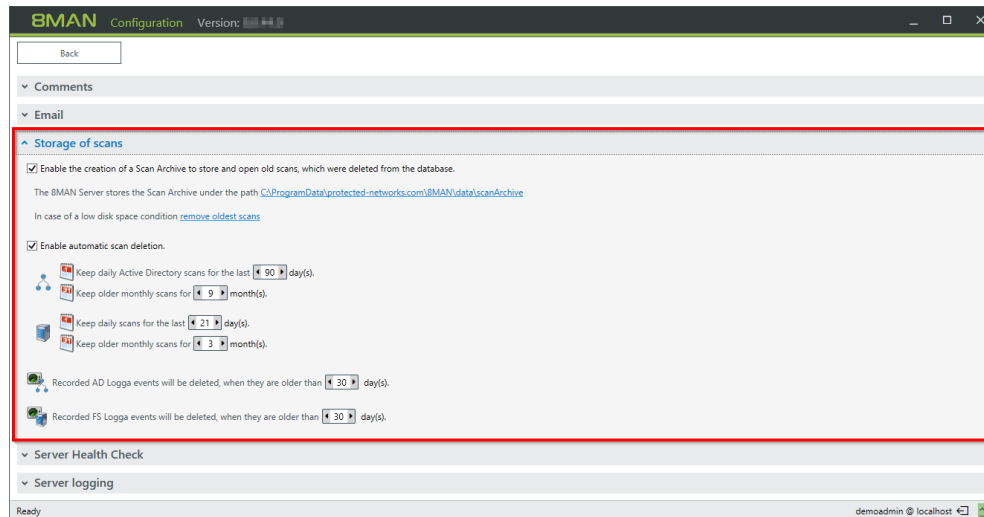 8MAN Configuration Version:
Back
Comments
Email
Storage of scans
Enable the creation of a Scan Archive to store and open old scans, which were deleted from the database.
The 8MAN Server stores the Scan Archive under the path C:\ProgramData\protected-networks.com\8MAN\data\scanArchive
In case of a low disk space condition remove oldest scans
Enable automatic scan deletion.
Keep daily Active Directory scans for the last 90 day(s).
Keep older monthly scans for 9 month(s).
Keep daily scans for the last 21 day(s).
Keep older monthly scans for 3 month(s).
Recorded AD Logga events will be deleted, when they are older than 30 day(s).
Recorded FS Logga events will be deleted, when they are older than 30 day(s).
Server Health Check
Server logging
Ready demoadmin @ localhost